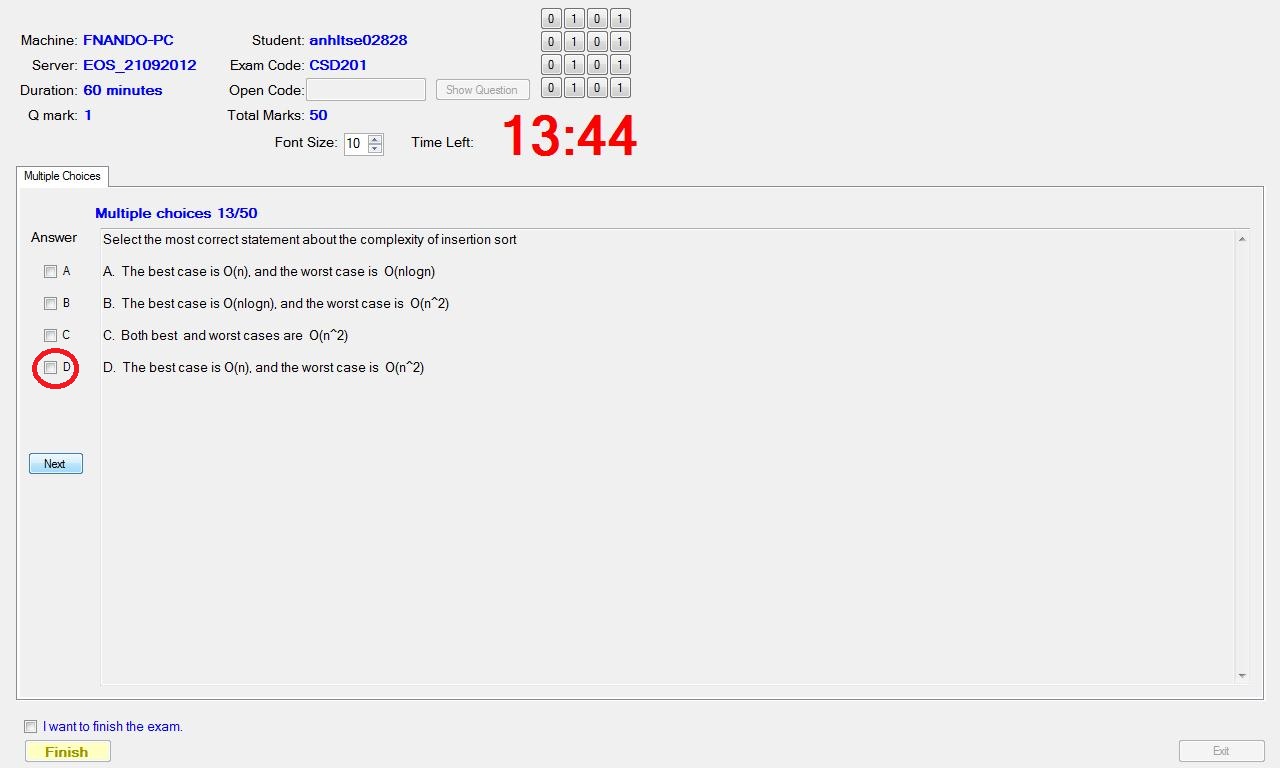 Machine: FNANDO-PC Student: anhltse02828
Server: EOS_21092012 Exam Code: CSD201
Duration: 60 minutes Open Code: Show Question
Q mark: 1 Total Marks: 50
0 1 0 1
0 1 0 1
0 1 0 1
0 1 0 1
Font Size: 10 Time Left: 13:44
Multiple Choices
Multiple choices 13/50
Answer
Select the most correct statement about the complexity of insertion sort
A A. The best case is O(n), and the worst case is O(nlogn)
B B. The best case is O(nlogn), and the worst case is O(n^2)
C C. Both best and worst cases are O(n^2)
D D. The best case is O(n), and the worst case is O(n^2)
Next
I want to finish the exam.
Finish Exit